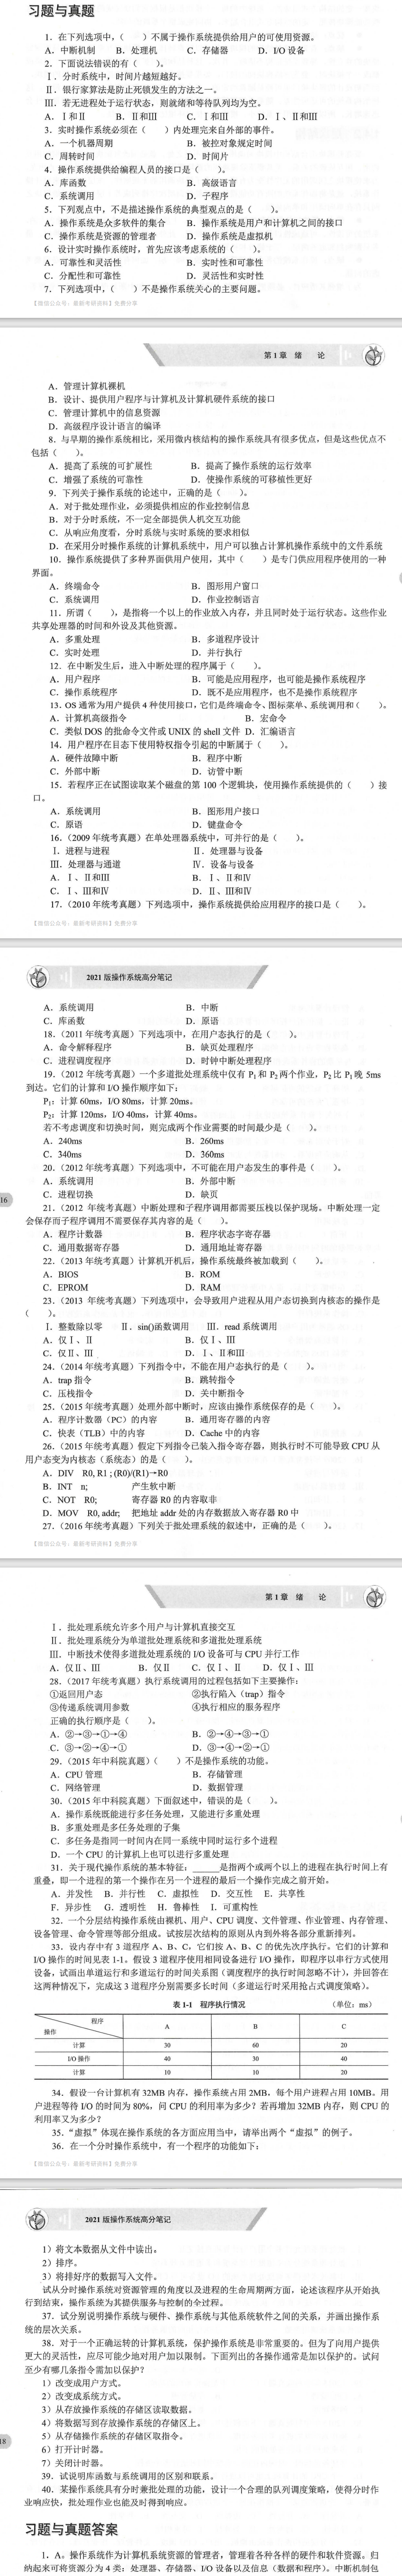 习题与真题
1. 在下列选项中，（　　）不属于操作系统提供给用户的可使用资源。
A. 中断机制　B. 处理机　C. 存储器　D. I/O 设备
2. 下面说法错误的有（　　）。
Ⅰ. 分时系统中，时间片越短越好。
Ⅱ. 银行家算法是防止死锁发生的方法之一。
Ⅲ. 若无进程处于运行状态，则就绪和等待队列均为空。
A. Ⅰ和Ⅱ　B. Ⅱ和Ⅲ　C. Ⅰ和Ⅲ　D. Ⅰ、Ⅱ和Ⅲ
3. 实时操作系统必须在（　　）内处理完来自外部的事件。
A. 一个机器周期　B. 被控对象规定时间
C. 周转时间　D. 时间片
4. 操作系统提供给编程人员的接口是（　　）。
A. 库函数　B. 高级语言
C. 系统调用　D. 子程序
5. 下列观点中，不是描述操作系统的典型观点的是（　　）。
A. 操作系统是众多软件的集合　B. 操作系统是用户和计算机之间的接口
C. 操作系统是资源的管理者　D. 操作系统是虚拟机
6. 设计实时操作系统时，首先应该考虑系统的（　　）。
A. 可靠性和灵活性　B. 实时性和可靠性
C. 分配性和可靠性　D. 灵活性和实时性
7. 下列选项中，（　　）不是操作系统关心的主要问题。
【微信公众号：最新考研资料】免费分享
第 1 章　绪　论
A. 管理计算机裸机
B. 设计、提供用户程序与计算机及计算机硬件系统的接口
C. 管理计算机中的信息资源
D. 高级程序设计语言的编译
8. 与早期的操作系统相比，采用微内核结构的操作系统具有很多优点，但是这些优点不
包括（　　）。
A. 提高了系统的可扩展性　B. 提高了操作系统的运行效率
C. 增强了系统的可靠性　D. 使操作系统的可移植性更好
9. 下列关于操作系统的论述中，正确的是（　　）。
A. 对于批处理作业，必须提供相应的作业控制信息
B. 对于分时系统，不一定全部提供人机交互功能
C. 从响应角度看，分时系统与实时系统的要求相似
D. 在采用分时操作系统的计算机系统中，用户可以独占计算机操作系统中的文件系统
10. 操作系统提供了多种界面供用户使用，其中（　　）是专门供应用程序使用的一种
界面。
A. 终端命令　B. 图形用户窗口
C. 系统调用　D. 作业控制语言
11. 所谓（　　），是指将一个以上的作业放入内存，并且同时处于运行状态。这些作业
共享处理器的时间和外设及其他资源。
A. 多重处理　B. 多道程序设计
C. 实时处理　D. 并行执行
12. 在中断发生后，进入中断处理的程序属于（　　）。
A. 用户程序　B. 可能是应用程序，也可能是操作系统程序
C. 操作系统程序　D. 既不是应用程序，也不是操作系统程序
13. OS 通常为用户提供 4 种使用接口，它们是终端命令、图标菜单、系统调用和（　　）。
A. 计算机高级指令　B. 宏命令
C. 类似 DOS 的批命令文件或 UNIX 的 shell 文件　D. 汇编语言
14. 用户程序在目态下使用特权指令引起的中断属于（　　）。
A. 硬件故障中断　B. 程序中断
C. 外部中断　D. 访管中断
15. 若程序正在试图读取某个磁盘的第 100 个逻辑块，使用操作系统提供的（　　）接
口。
A. 系统调用　B. 图形用户接口
C. 原语　D. 键盘命令
16.（2009 年统考真题）在单处理器系统中，可并行的是（　　）。
Ⅰ. 进程与进程　Ⅱ. 处理器与设备
Ⅲ. 处理器与通道　Ⅳ. 设备与设备
A. Ⅰ、Ⅱ和Ⅲ　B. Ⅰ、Ⅱ和Ⅳ
C. Ⅰ、Ⅲ和Ⅳ　D. Ⅱ、Ⅲ和Ⅳ
17.（2010 年统考真题）下列选项中，操作系统提供给应用程序的接口是（　　）。
【微信公众号：最新考研资料】免费分享
2021 版操作系统高分笔记
A. 系统调用　B. 中断
C. 库函数　D. 原语
18.（2011 年统考真题）下列选项中，在用户态执行的是（　　）。
A. 命令解释程序　B. 缺页处理程序
C. 进程调度程序　D. 时钟中断处理程序
19.（2012 年统考真题）一个多道批处理系统中仅有 P₁ 和 P₂ 两个作业，P₂ 比 P₁ 晚 5ms
到达。它们的计算和 I/O 操作顺序如下：
P₁：计算 60ms，I/O 80ms，计算 20ms。
P₂：计算 120ms，I/O 40ms，计算 40ms。
若不考虑调度和切换时间，则完成两个作业需要的时间最少是（　　）。
A. 240ms　B. 260ms
C. 340ms　D. 360ms
20.（2012 年统考真题）下列选项中，不可能在用户态发生的事件是（　　）。
A. 系统调用　B. 外部中断
C. 进程切换　D. 缺页
16
21.（2012 年统考真题）中断处理和子程序调用都需要压栈以保护现场。中断处理一定
会保存而子程序调用不需要保存其内容的是（　　）。
A. 程序计数器　B. 程序状态字寄存器
C. 通用数据寄存器　D. 通用地址寄存器
22.（2013 年统考真题）计算机开机后，操作系统最终被加载到（　　）。
A. BIOS　B. ROM
C. EPROM　D. RAM
23.（2013 年统考真题）下列选项中，会导致用户进程从用户态切换到内核态的操作是
（　　）。
Ⅰ. 整数除以零　Ⅱ. sin()函数调用　Ⅲ. read 系统调用
A. 仅Ⅰ、Ⅱ　B. 仅Ⅰ、Ⅲ
C. 仅Ⅱ、Ⅲ　D. Ⅰ、Ⅱ和Ⅲ
24.（2014 年统考真题）下列指令中，不能在用户态执行的是（　　）。
A. trap 指令　B. 跳转指令
C. 压栈指令　D. 关中断指令
25.（2015 年统考真题）处理外部中断时，应该由操作系统保存的是（　　）。
A. 程序计数器（PC）的内容　B. 通用寄存器的内容
C. 快表（TLB）中的内容　D. Cache 中的内容
26.（2015 年统考真题）假定下列指令已装入指令寄存器，则执行时不可能导致 CPU 从
用户态变为内核态（系统态）的是（　　）。
A. DIV　R0, R1 ; (R0)/(R1)→R0
B. INT　n;　产生软中断
C. NOT　R0;　寄存器 R0 的内容取非
D. MOV　R0, addr;　把地址 addr 处的内存数据放入寄存器 R0 中
27.（2016 年统考真题）下列关于批处理系统的叙述中，正确的是（　　）。
【微信公众号：最新考研资料】免费分享
第 1 章　绪　论
Ⅰ. 批处理系统允许多个用户与计算机直接交互
Ⅱ. 批处理系统分为单道批处理系统和多道批处理系统
Ⅲ. 中断技术使得多道批处理系统的 I/O 设备可与 CPU 并行工作
A. 仅Ⅱ、Ⅲ　B. 仅Ⅱ　C. 仅Ⅰ、Ⅱ　D. 仅Ⅰ、Ⅲ
28.（2017 年统考真题）执行系统调用的过程包括如下主要操作：
①返回用户态　②执行陷入（trap）指令
③传递系统调用参数　④执行相应的服务程序
正确的执行顺序是（　　）。
A. ②→③→①→④　B. ②→④→③→①
C. ③→②→④→①　D. ③→④→②→①
29.（2015 年中科院真题）（　　）不是操作系统的功能。
A. CPU 管理　B. 存储管理
C. 网络管理　D. 数据管理
30.（2015 年中科院真题）下面叙述中，错误的是（　　）。
A. 操作系统既能进行多任务处理，又能进行多重处理
B. 多重处理是多任务处理的子集
C. 多任务是指同一时间内在同一系统中同时运行多个进程
D. 一个 CPU 的计算机上也可以进行多重处理
31. 关于现代操作系统的基本特征：______是指两个或两个以上的进程在执行时间上有
重叠，即一个进程的第一个操作在另一个进程的最后一个操作完成之前开始。
A. 并发性　B. 并行性　C. 虚拟性　D. 交互性　E. 共享性
F. 异步性　G. 透明性　H. 鲁棒性　I. 可重构性
32. 一个分层结构操作系统由裸机、用户、CPU 调度、文件管理、作业管理、内存管理、
设备管理、命令管理等部分组成。试按层次结构的原则从内到外将各部分重新排列。
33. 设内存中有 3 道程序 A、B、C，它们按 A、B、C 的优先次序执行。它们的计算和
I/O 操作的时间见表 1-1。假设 3 道程序使用相同设备进行 I/O 操作，即程序以串行方式使用
设备，试画出单道运行和多道运行的时间关系图（调度程序的执行时间忽略不计），并回答在
这两种情况下，完成这 3 道程序分别需要多长时间（多道运行时采用抢占式调度策略）。
表 1-1　程序执行情况　（单位：ms）
程序　操作　A　B　C
计算　30　60　20
I/O 操作　40　30　40
计算　10　10　20
34. 假设一台计算机有 32MB 内存，操作系统占用 2MB，每个用户进程占用 10MB。用
户进程等待 I/O 的时间为 80%，问 CPU 的利用率为多少？若再增加 32MB 内存，则 CPU 的
利用率又为多少？
35. “虚拟”体现在操作系统的各方面应用当中，请举出两个“虚拟”的例子。
36. 在一个分时操作系统中，有一个程序的功能如下：
【微信公众号：最新考研资料】免费分享
2021 版操作系统高分笔记
1）将文本数据从文件中读出。
2）排序。
3）将排好序的数据写入文件。
试从分时操作系统对资源管理的角度以及进程的生命周期两方面，论述该程序从开始执
行到结束，操作系统为其提供服务与控制的全过程。
37. 试分别说明操作系统与硬件、操作系统与其他系统软件之间的关系，并画出操作系
统的层次关系。
38. 对于一个正确运转的计算机系统，保护操作系统是非常重要的。但为了向用户提供
更大的灵活性，应尽可能少地对用户加以限制。下面列出的各操作通常是加以保护的。试问
至少有哪几条指令需加以保护？
1）改变成用户方式。
2）改变成系统方式。
3）从存放操作系统的存储区读取数据。
4）将数据写到存放操作系统的存储区上。
18
5）从存储操作系统的存储区取指令。
6）打开计时器。
7）关闭计时器。
39. 试说明库函数与系统调用的区别和联系。
40. 某操作系统具有分时兼批处理的功能，设计一个合理的队列调度策略，使得分时作
业响应快，批处理作业也能及时得到响应。
习题与真题答案
1. A。操作系统作为计算机系统资源的管理者，管理着各种各样的硬件和软件资源。归
纳起来可将资源分为 4 类：处理器、存储器、I/O 设备以及信息（数据和程序）。中断机制包